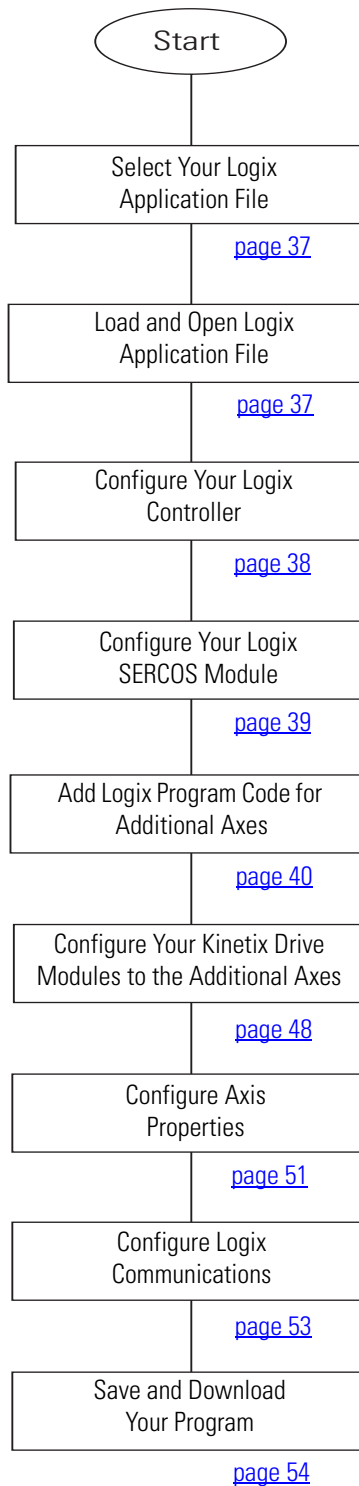 Start
Select Your Logix
Application File
page 37
Load and Open Logix
Application File
page 37
Configure Your Logix
Controller
page 38
Configure Your Logix
SERCOS Module
page 39
Add Logix Program Code for
Additional Axes
page 40
Configure Your Kinetix Drive
Modules to the Additional Axes
page 48
Configure Axis
Properties
page 51
Configure Logix
Communications
page 53
Save and Download
Your Program
page 54